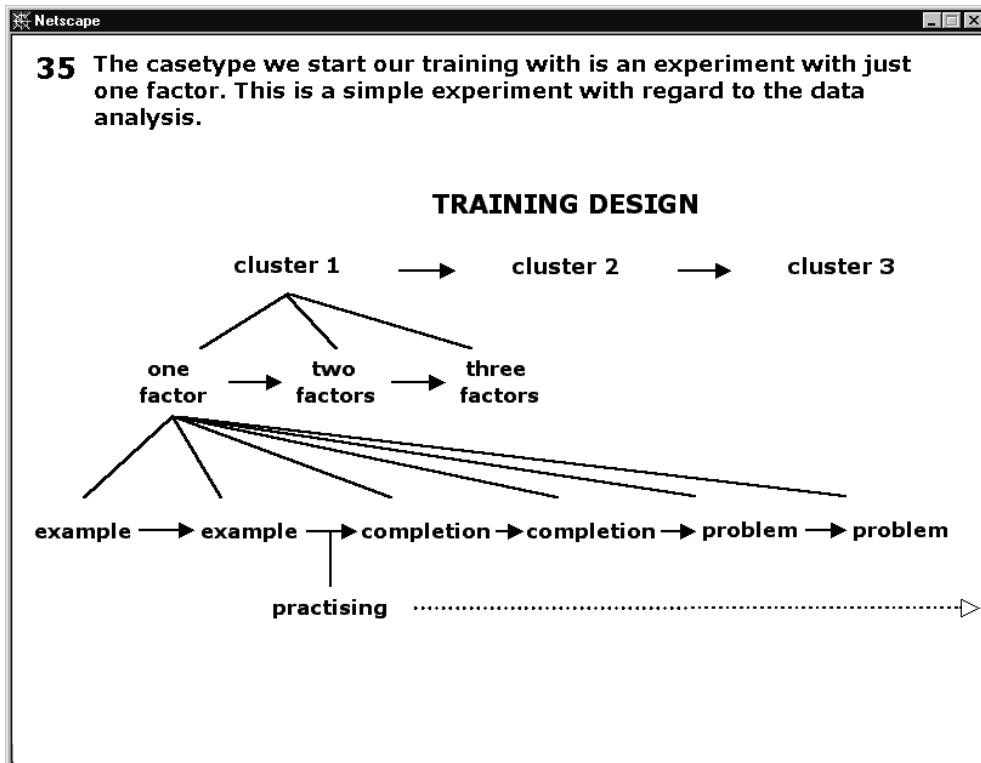 Netscape
35 The casetype we start our training with is an experiment with just
one factor. This is a simple experiment with regard to the data
analysis.
TRAINING DESIGN
cluster 1 cluster 2 cluster 3
one two three
factor factors factors
example example completion completion problem problem
practising